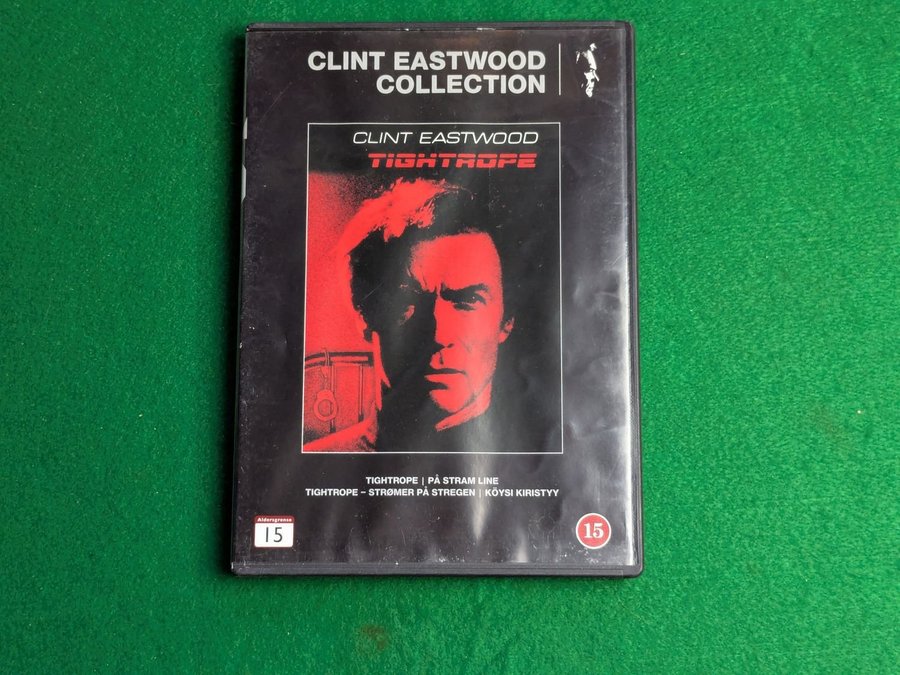 CLINT EASTWOOD
COLLECTION
CLINT EASTWOOD
TIGHTROPE
TIGHTROPE | PÅ STRAM LINE
TIGHTROPE – STRØMER PÅ STREGEN | KÖYSI KIRISTYY
Aldersgrense
15
15